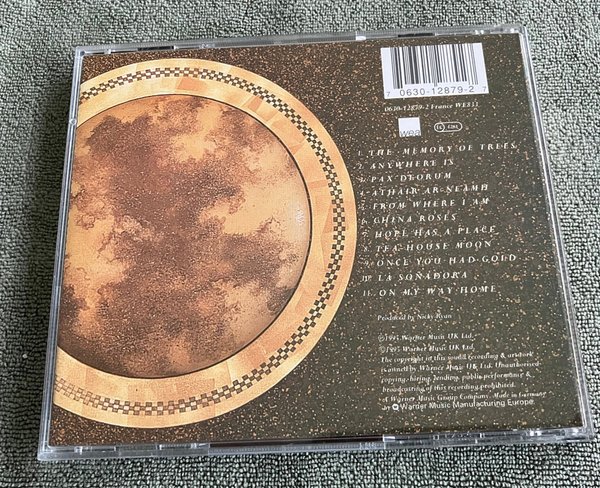 7 0630-12879-2 7
0630-12879-2 France WE833
wea
1. THE MEMORY OF TREES
2. ANYWHERE IS
3. PAX DEORUM
4. ATHAIR AR NEAMH
5. FROM WHERE I AM
6. CHINA ROSES
7. HOPE HAS A PLACE
8. TEA-HOUSE MOON
9. ONCE YOU HAD GOLD
10. LA SOÑADORA
11. ON MY WAY HOME
Produced by Nicky Ryan
℗1995 Warner Music UK Ltd.
©1995 Warner Music UK Ltd.
The copyright in this sound recording & artwork
is owned by Warner Music UK Ltd. Unauthorised
copying, hiring, lending, public performance &
broadcasting of this recording prohibited.
A Warner Music Group Company. Made in Germany
by Warner Music Manufacturing Europe.